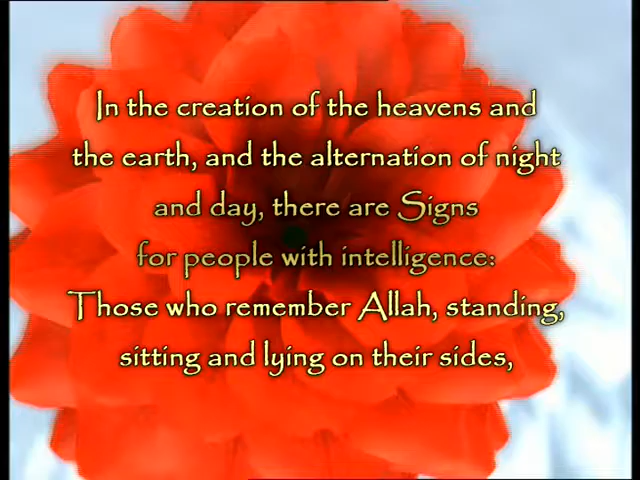 In the creation of the heavens and
the earth, and the alternation of night
and day, there are Signs
for people with intelligence:
Those who remember Allah, standing,
sitting and lying on their sides,